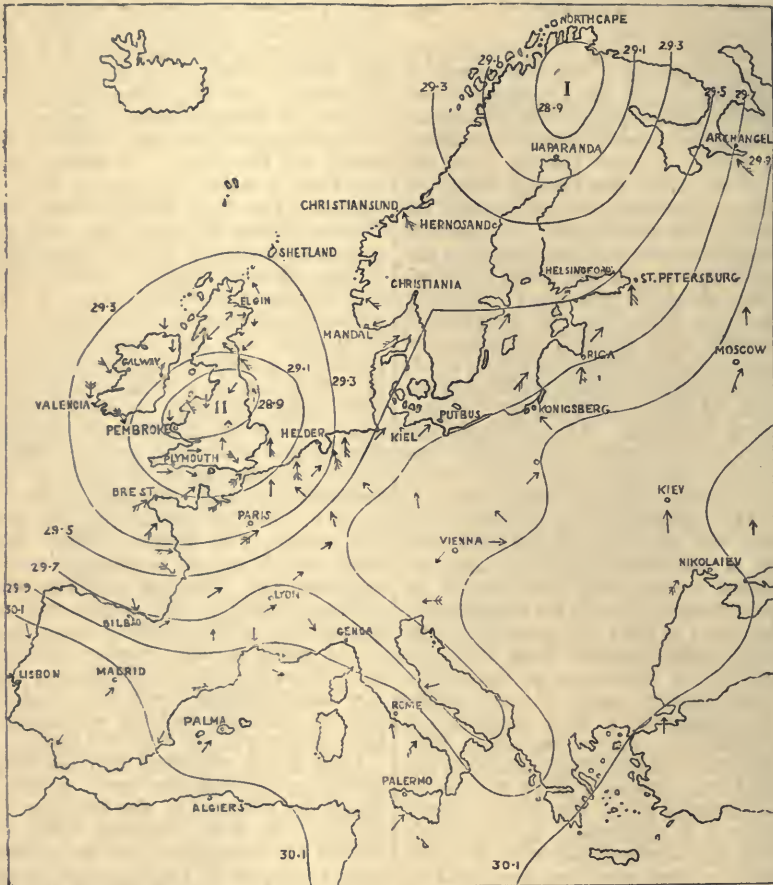 NORTHCAPE
29.1
29.3
29.3
I
28.9
29.5
29.
ARCHANGEL
29.9
HAPARANDA
CHRISTIANSUND
HERNOSAND
SHETLAND
CHRISTIANIA
HELSINGFORS
ST. PETERSBURG
ELGIN
29.3
MANDAL
GALWAY
29.1
29.3
RIGA
MOSCOW
VALENCIA
II
28.9
PEMBROKE
HELDER
KIEL
PUTBUS
KONIGSBERG
PLYMOUTH
BREST
PARIS
KIEV
29.5
VIENNA
29.7
NIKOLAIEV
29.9
LYON
30.1
BILBAO
GENOA
LISBON
MADRID
ROME
PALMA
PALERMO
ALGIERS
30.1
30.1